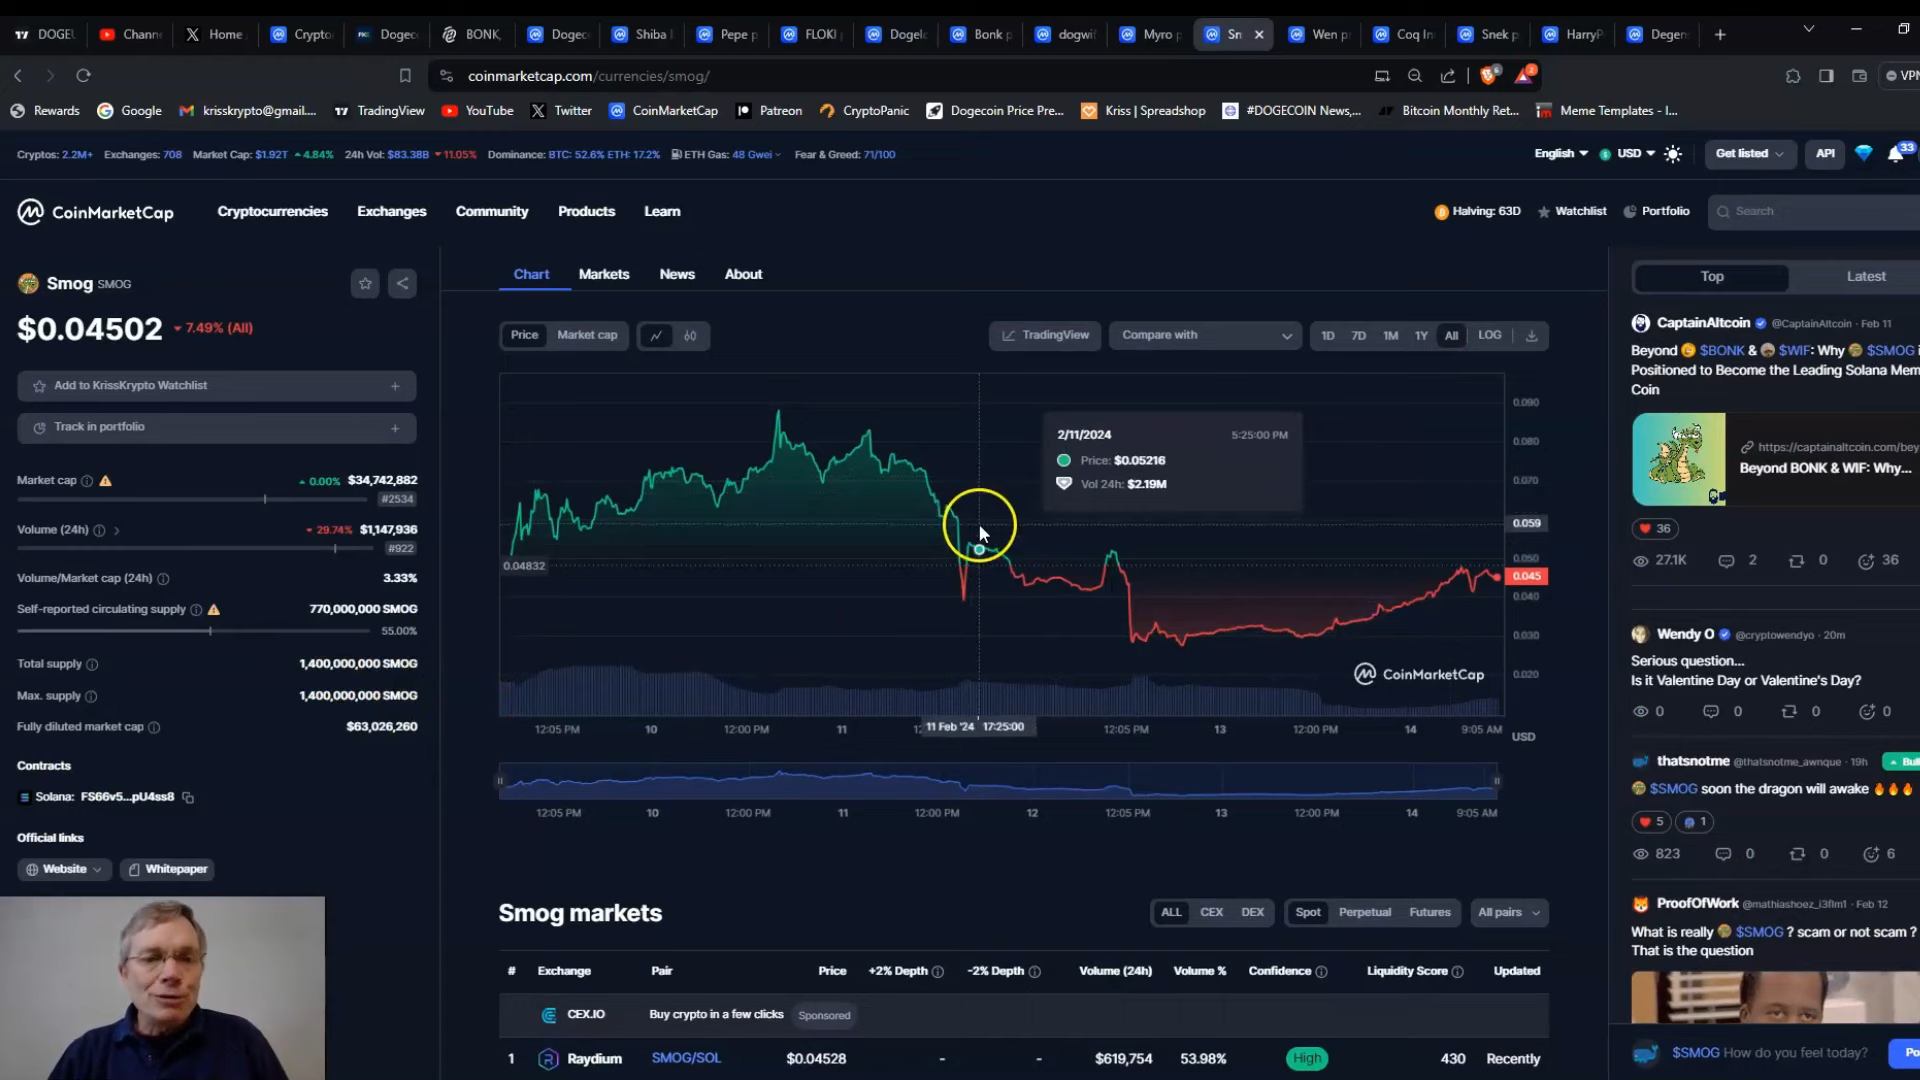 DOGEU
Chann
Home
Crypto
Dogec
BONK,
Dogec
Shiba I
Pepe p
FLOKI
Dogel
Bonk p
dogwif
Myro p
Sn
Wen p
Coq In
Snek p
HarryP
Degen
coinmarketcap.com/currencies/smog/
VPN
Rewards
Google
krisskrypto@gmail....
TradingView
YouTube
Twitter
CoinMarketCap
Patreon
CryptoPanic
Dogecoin Price Pre...
Kriss | Spreadshop
#DOGECOIN News,...
Bitcoin Monthly Ret...
Meme Templates - I...
Cryptos: 2.2M+ Exchanges: 708 Market Cap: $1.92T 4.84% 24h Vol: $83.38B 11.05% Dominance: BTC: 52.6% ETH: 17.2% ETH Gas: 48 Gwei Fear & Greed: 71/100
English
USD
Get listed
API
33
CoinMarketCap
Cryptocurrencies
Exchanges
Community
Products
Learn
Halving: 63D
Watchlist
Portfolio
Search
Smog SMOG
$0.04502 7.49% (All)
Add to KrissKrypto Watchlist +
Track in portfolio +
Market cap 0.00% $34,742,882
#2534
Volume (24h) 29.74% $1,147,936
#922
Volume/Market cap (24h) 3.33%
Self-reported circulating supply 770,000,000 SMOG
55.00%
Total supply 1,400,000,000 SMOG
Max. supply 1,400,000,000 SMOG
Fully diluted market cap $63,026,260
Contracts
Solana: FS66v5...pU4ss8
Official links
Website
Whitepaper
Chart
Markets
News
About
Price
Market cap
TradingView
Compare with
1D
7D
1M
1Y
All
LOG
2/11/2024 5:25:00 PM
Price: $0.05216
Vol 24h: $2.19M
0.04832
0.090
0.080
0.070
0.059
0.050
0.045
0.040
0.030
0.020
USD
CoinMarketCap
12:05 PM
10
12:00 PM
11
11 Feb '24 17:25:00
12:05 PM
13
12:00 PM
14
9:05 AM
12:05 PM
10
12:00 PM
11
12:00 PM
12
12:05 PM
13
12:00 PM
14
9:05 AM
Smog markets
ALL
CEX
DEX
Spot
Perpetual
Futures
All pairs
# Exchange Pair Price +2% Depth -2% Depth Volume (24h) Volume % Confidence Liquidity Score Updated
CEX.IO Buy crypto in a few clicks Sponsored
1 Raydium SMOG/SOL $0.04528 - - $619,754 53.98% High 430 Recently
Top
Latest
CaptainAltcoin @CaptainAltcoin · Feb 11
Beyond $BONK & $WIF: Why $SMOG i
Positioned to Become the Leading Solana Mem
Coin
https://captainaltcoin.com/bey
Beyond BONK & WIF: Why...
36
27.1K
2
0
36
Wendy O @cryptowendyo · 20m
Serious question...
Is it Valentine Day or Valentine's Day?
0
0
0
0
thatsnotme @thatsnotme_awnque · 19h
Bul
$SMOG soon the dragon will awake
5
1
823
0
0
6
ProofOfWork @mathiashoez_i3flm1 · Feb 12
What is really $SMOG ? scam or not scam ?
That is the question
$SMOG How do you feel today?
Po